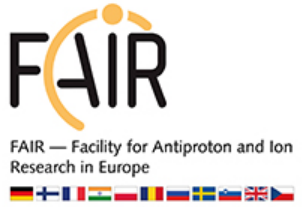 FAIR
FAIR — Facility for Antiproton and Ion
Research in Europe